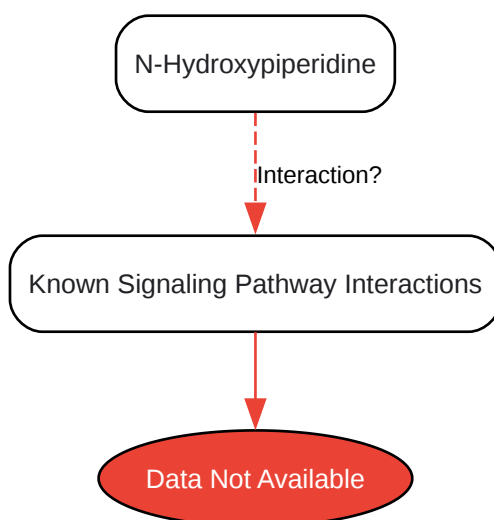 N-Hydroxypiperidine
Interaction?
Known Signaling Pathway Interactions
Data Not Available